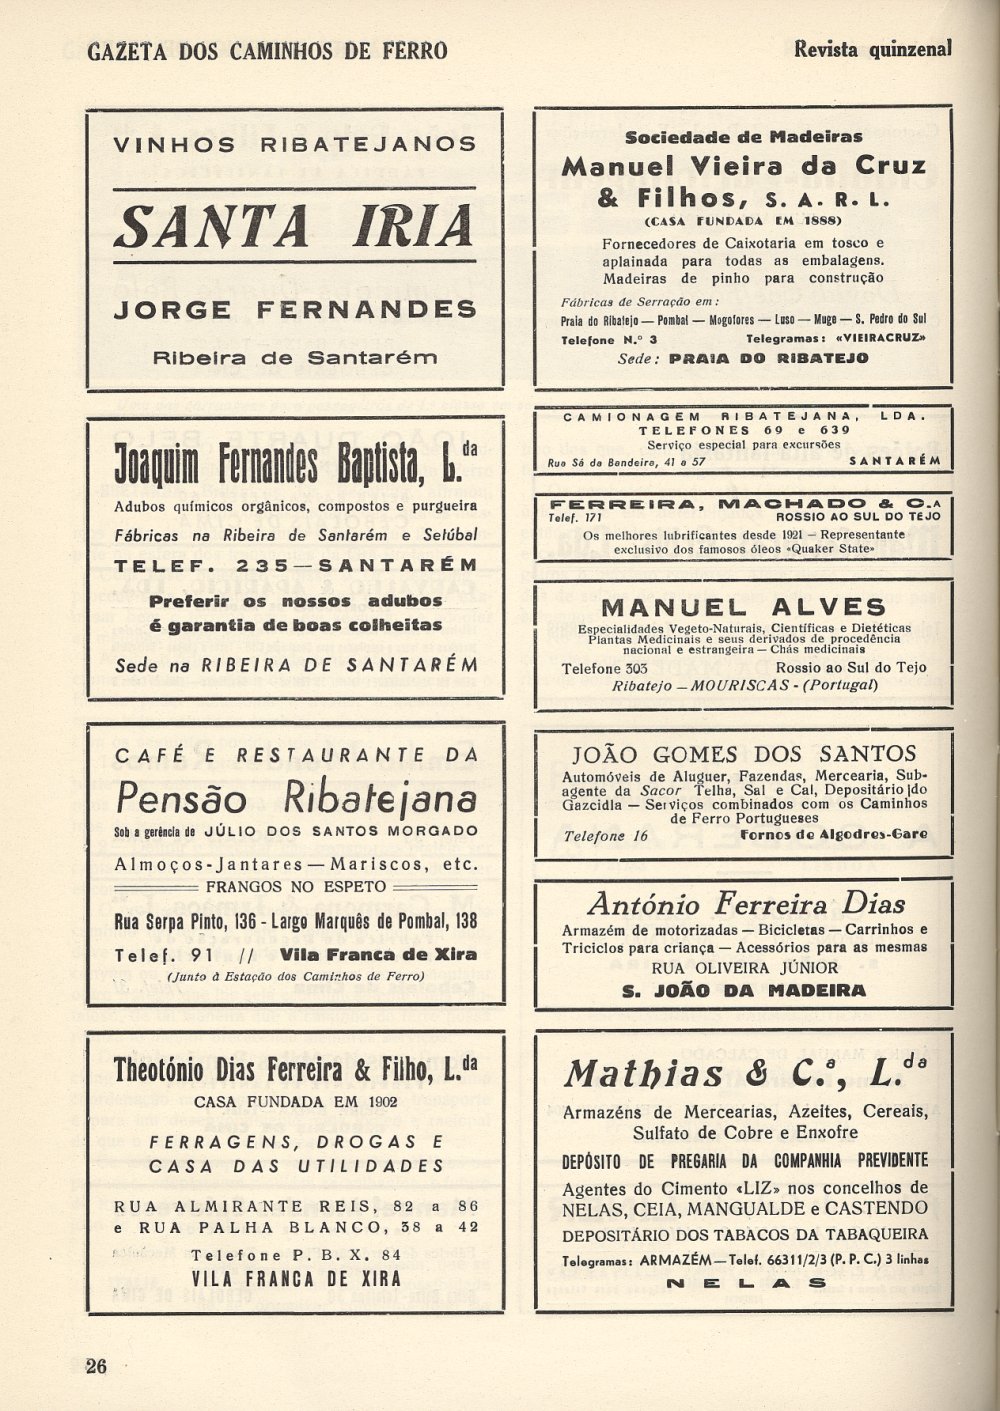 GAZETA DOS CAMINHOS DE FERRO
Revista quinzenal
VINHOS RIBATEJANOS
SANTA IRIA
JORGE FERNANDES
Ribeira de Santarém
Joaquim Fernandes Baptista, L.da
Adubos químicos orgânicos, compostos e purgueira
Fábricas na Ribeira de Santarém e Setúbal
TELEF. 235 — SANTARÉM
Preferir os nossos adubos
é garantia de boas colheitas
Sede na RIBEIRA DE SANTARÉM
CAFÉ E RESTAURANTE DA
Pensão Ribatejana
Sob a gerência de JÚLIO DOS SANTOS MORGADO
Almoços - Jantares — Mariscos, etc.
FRANGOS NO ESPETO
Rua Serpa Pinto, 136 - Largo Marquês de Pombal, 138
Telef. 91 // Vila Franca de Xira
(Junto à Estação dos Caminhos de Ferro)
Theotónio Dias Ferreira & Filho, L.da
CASA FUNDADA EM 1902
FERRAGENS, DROGAS E
CASA DAS UTILIDADES
RUA ALMIRANTE REIS, 82 a 86
e RUA PALHA BLANCO, 38 a 42
Telefone P. B. X. 84
VILA FRANCA DE XIRA
Sociedade de Madeiras
Manuel Vieira da Cruz
& Filhos, S. A. R. L.
(CASA FUNDADA EM 1888)
Fornecedores de Caixotaria em tosco e
aplainada para todas as embalagens.
Madeiras de pinho para construção
Fábricas de Serração em:
Praia do Ribatejo — Pombal — Mogofores — Luso — Muge — S. Pedro do Sul
Telefone N.º 3 Telegramas: «VIEIRACRUZ»
Sede: PRAIA DO RIBATEJO
CAMIONAGEM RIBATEJANA, LDA.
TELEFONES 69 e 639
Serviço especial para excursões
Rua Sá da Bandeira, 41 a 57 SANTARÉM
FERREIRA, MACHADO & C.A
Telef. 171 ROSSIO AO SUL DO TEJO
Os melhores lubrificantes desde 1921 — Representante
exclusivo dos famosos óleos «Quaker State»
MANUEL ALVES
Especialidades Vegeto-Naturais, Científicas e Dietéticas
Plantas Medicinais e seus derivados de procedência
nacional e estrangeira — Chás medicinais
Telefone 303 Rossio ao Sul do Tejo
Ribatejo — MOURISCAS - (Portugal)
JOÃO GOMES DOS SANTOS
Automóveis de Aluguer, Fazendas, Mercearia, Sub-
agente da Sacor Telha, Sal e Cal, Depositário do
Gazcidla — Serviços combinados com os Caminhos
de Ferro Portugueses
Telefone 16 Fornos de Algodres-Gare
António Ferreira Dias
Armazém de motorizadas — Bicicletas — Carrinhos e
Triciclos para criança — Acessórios para as mesmas
RUA OLIVEIRA JÚNIOR
S. JOÃO DA MADEIRA
Mathias & C.ª, L.da
Armazéns de Mercearias, Azeites, Cereais,
Sulfato de Cobre e Enxofre
DEPÓSITO DE PREGARIA DA COMPANHIA PREVIDENTE
Agentes do Cimento «LIZ» nos concelhos de
NELAS, CEIA, MANGUALDE e CASTENDO
DEPOSITÁRIO DOS TABACOS DA TABAQUEIRA
Telegramas: ARMAZÉM — Telef. 66311/2/3 (P. P. C.) 3 linhas
NELAS
26